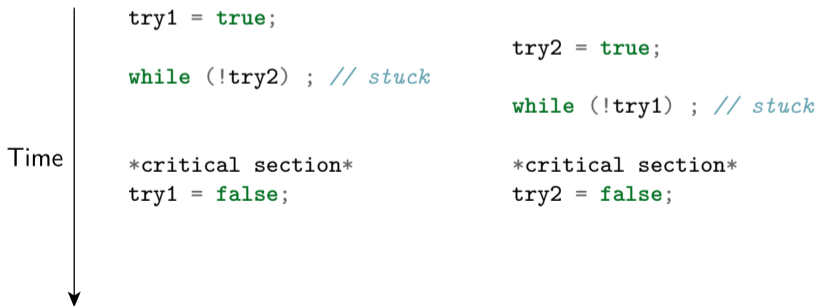 try1 = true;
try2 = true;
while (!try2) ; // stuck
while (!try1) ; // stuck
Time
*critical section*
*critical section*
try1 = false;
try2 = false;